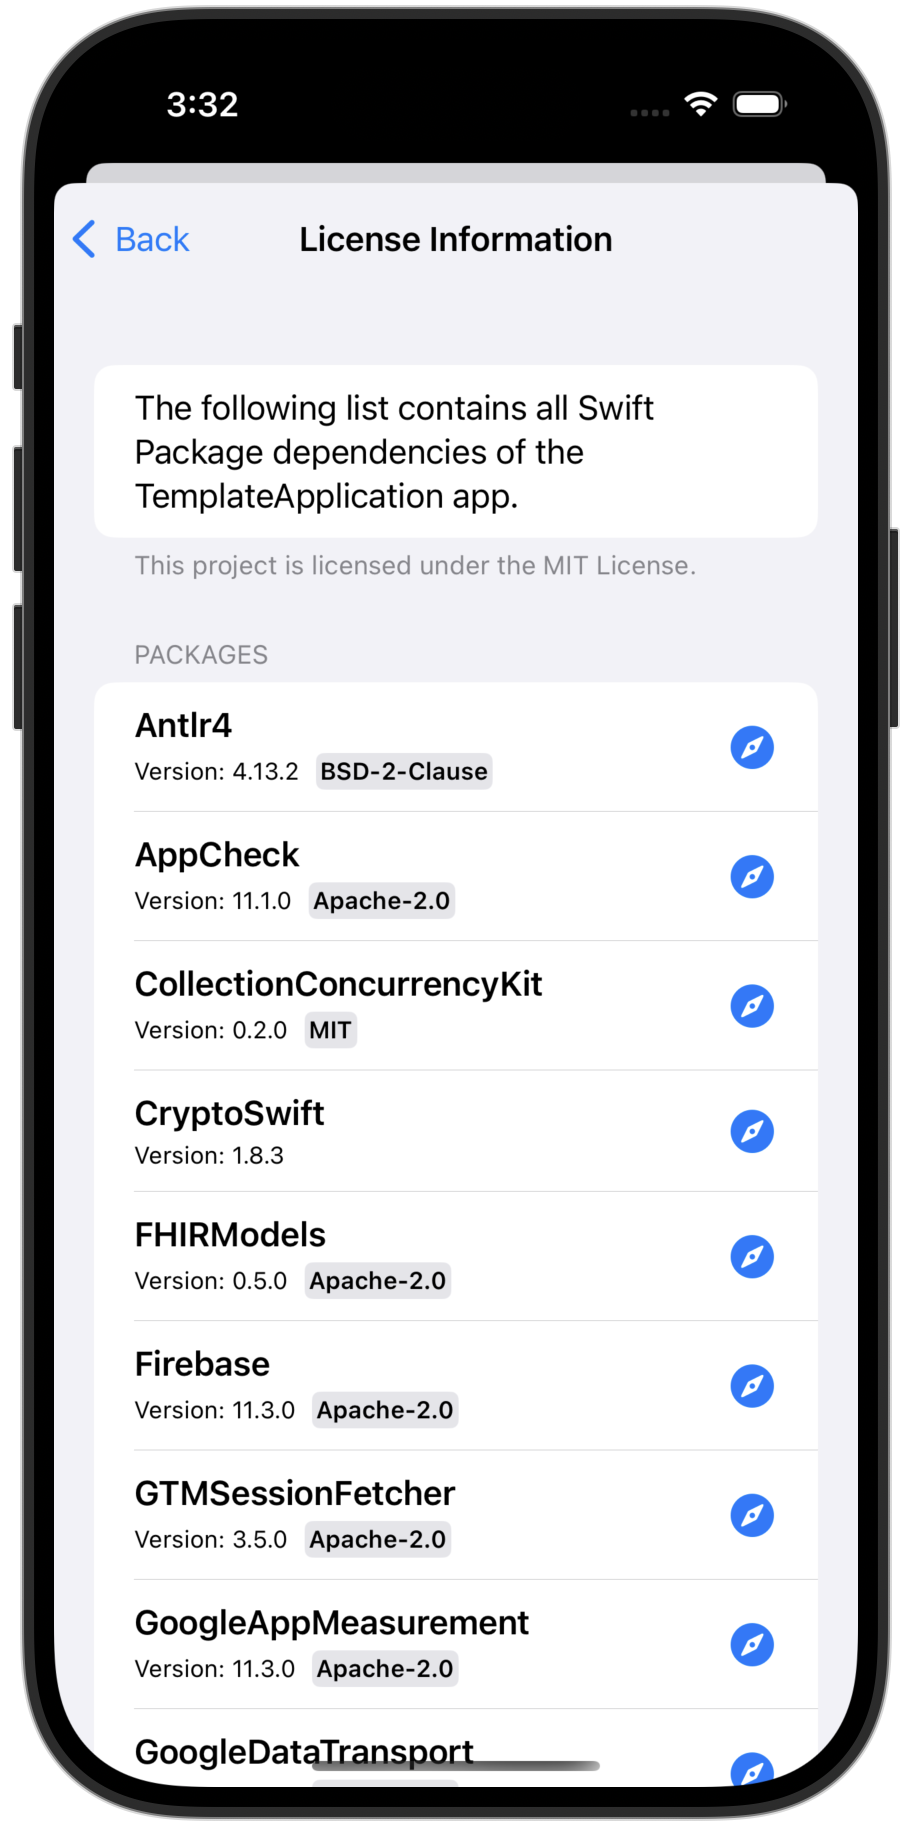 3:32
Back
License Information
The following list contains all Swift
Package dependencies of the
TemplateApplication app.
This project is licensed under the MIT License.
PACKAGES
Antlr4
Version: 4.13.2 BSD-2-Clause
AppCheck
Version: 11.1.0 Apache-2.0
CollectionConcurrencyKit
Version: 0.2.0 MIT
CryptoSwift
Version: 1.8.3
FHIRModels
Version: 0.5.0 Apache-2.0
Firebase
Version: 11.3.0 Apache-2.0
GTMSessionFetcher
Version: 3.5.0 Apache-2.0
GoogleAppMeasurement
Version: 11.3.0 Apache-2.0
GoogleDataTransport